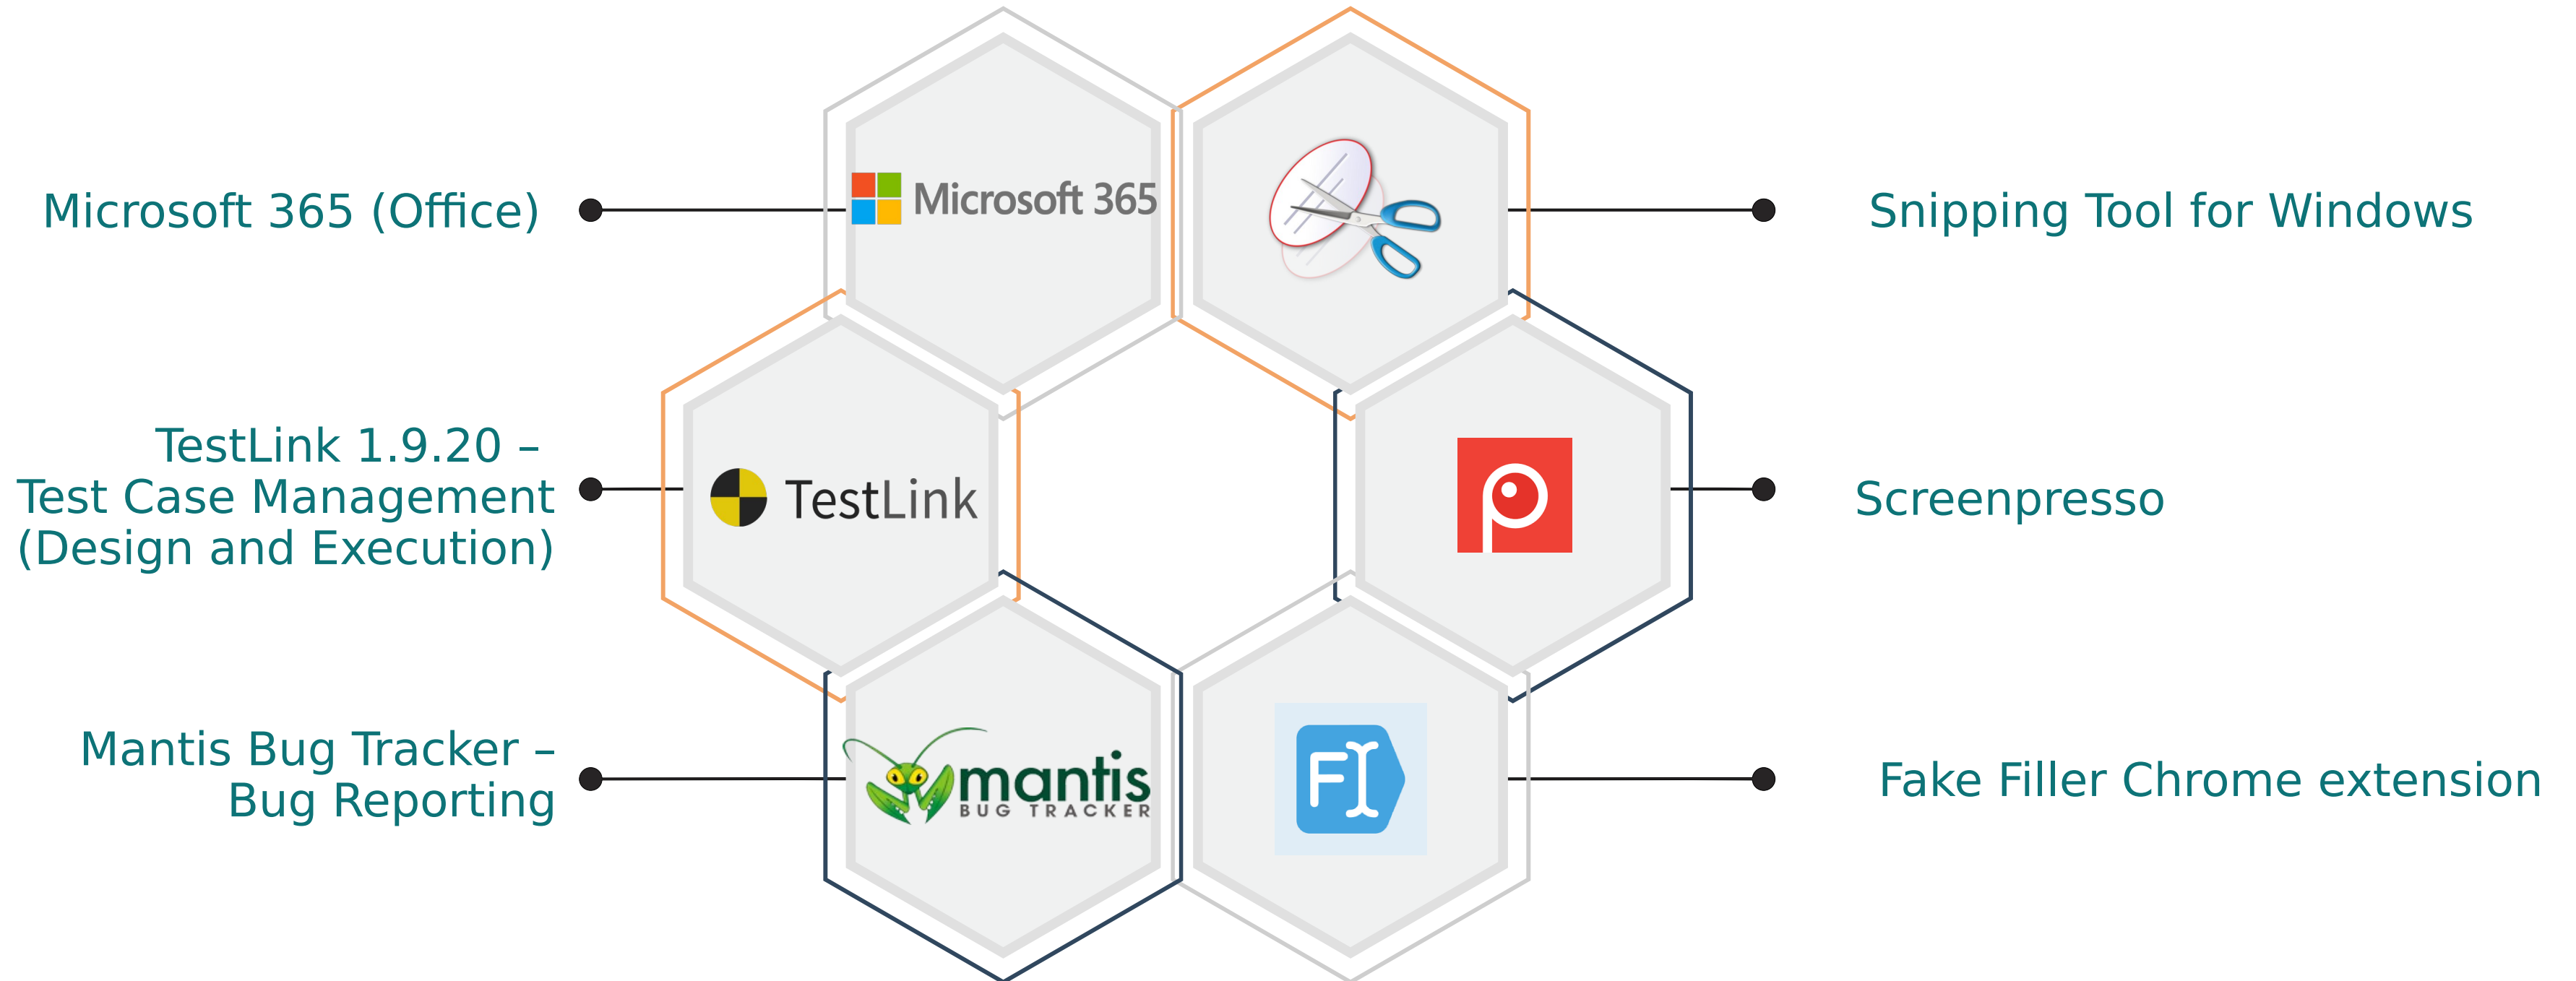 Microsoft 365 (Office)
Microsoft 365
Snipping Tool for Windows
TestLink 1.9.20 –
Test Case Management
(Design and Execution)
TestLink
Screenpresso
Mantis Bug Tracker –
Bug Reporting
mantis
BUG TRACKER
F
Fake Filler Chrome extension